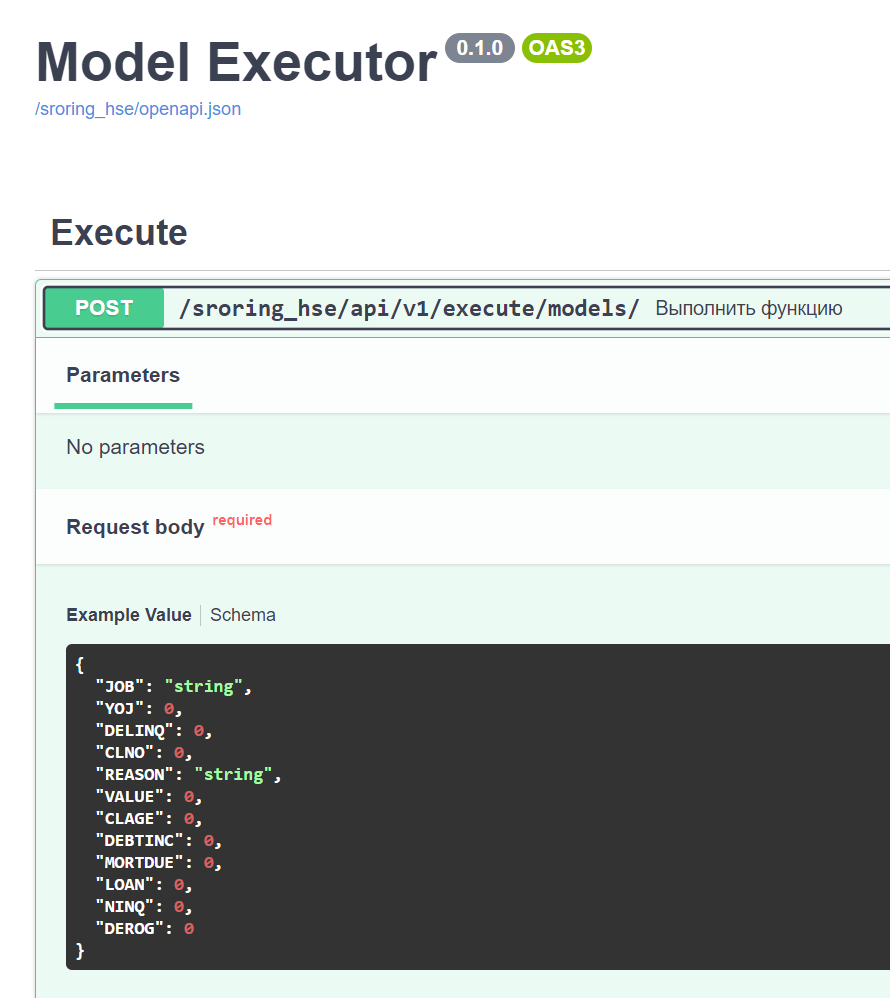 Model Executor 0.1.0 OAS3
/sroring_hse/openapi.json
Execute
POST /sroring_hse/api/v1/execute/models/ Выполнить функцию
Parameters
No parameters
Request body required
Example Value Schema
{
  "JOB": "string",
  "YOJ": 0,
  "DELINQ": 0,
  "CLNO": 0,
  "REASON": "string",
  "VALUE": 0,
  "CLAGE": 0,
  "DEBTINC": 0,
  "MORTDUE": 0,
  "LOAN": 0,
  "NINQ": 0,
  "DEROG": 0
}